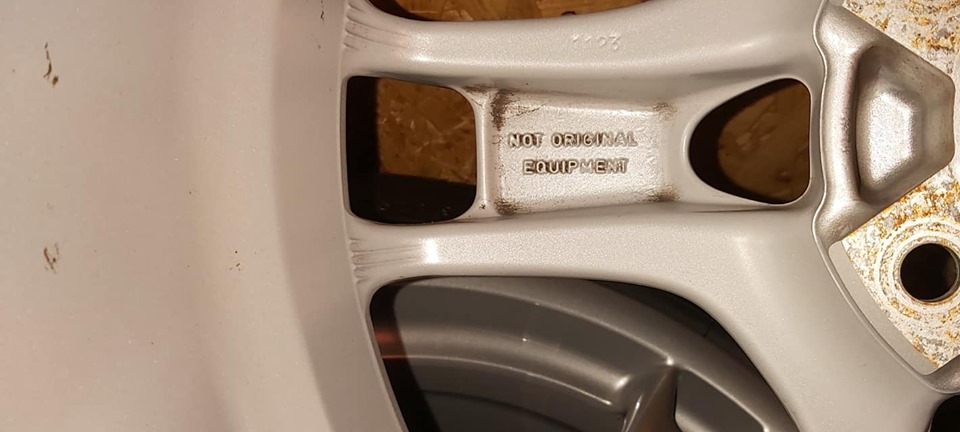 NOT ORIGINAL
EQUIPMENT